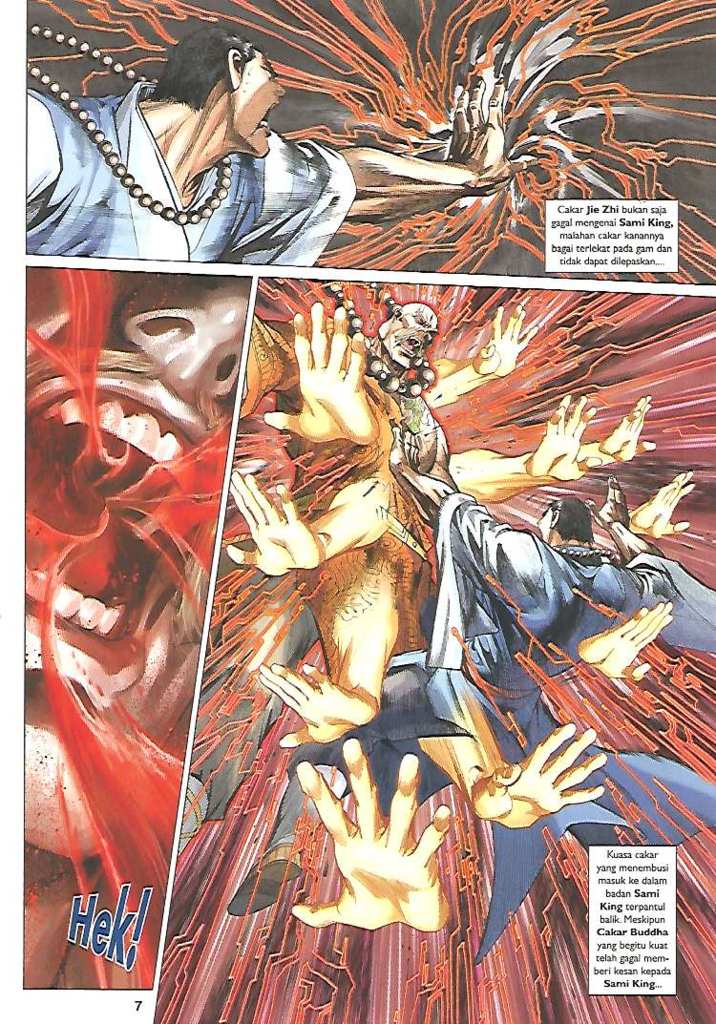 Cakar Jie Zhi bukan saja
gagal mengenai Sami King,
malahan cakar kanannya
bagai terlekat pada gam dan
tidak dapat dilepaskan....
Hek!
Kuasa cakar
yang menembusi
masuk ke dalam
badan Sami
King terpantul
balik. Meskipun
Cakar Buddha
yang begitu kuat
telah gagal mem-
beri kesan kepada
Sami King...
7